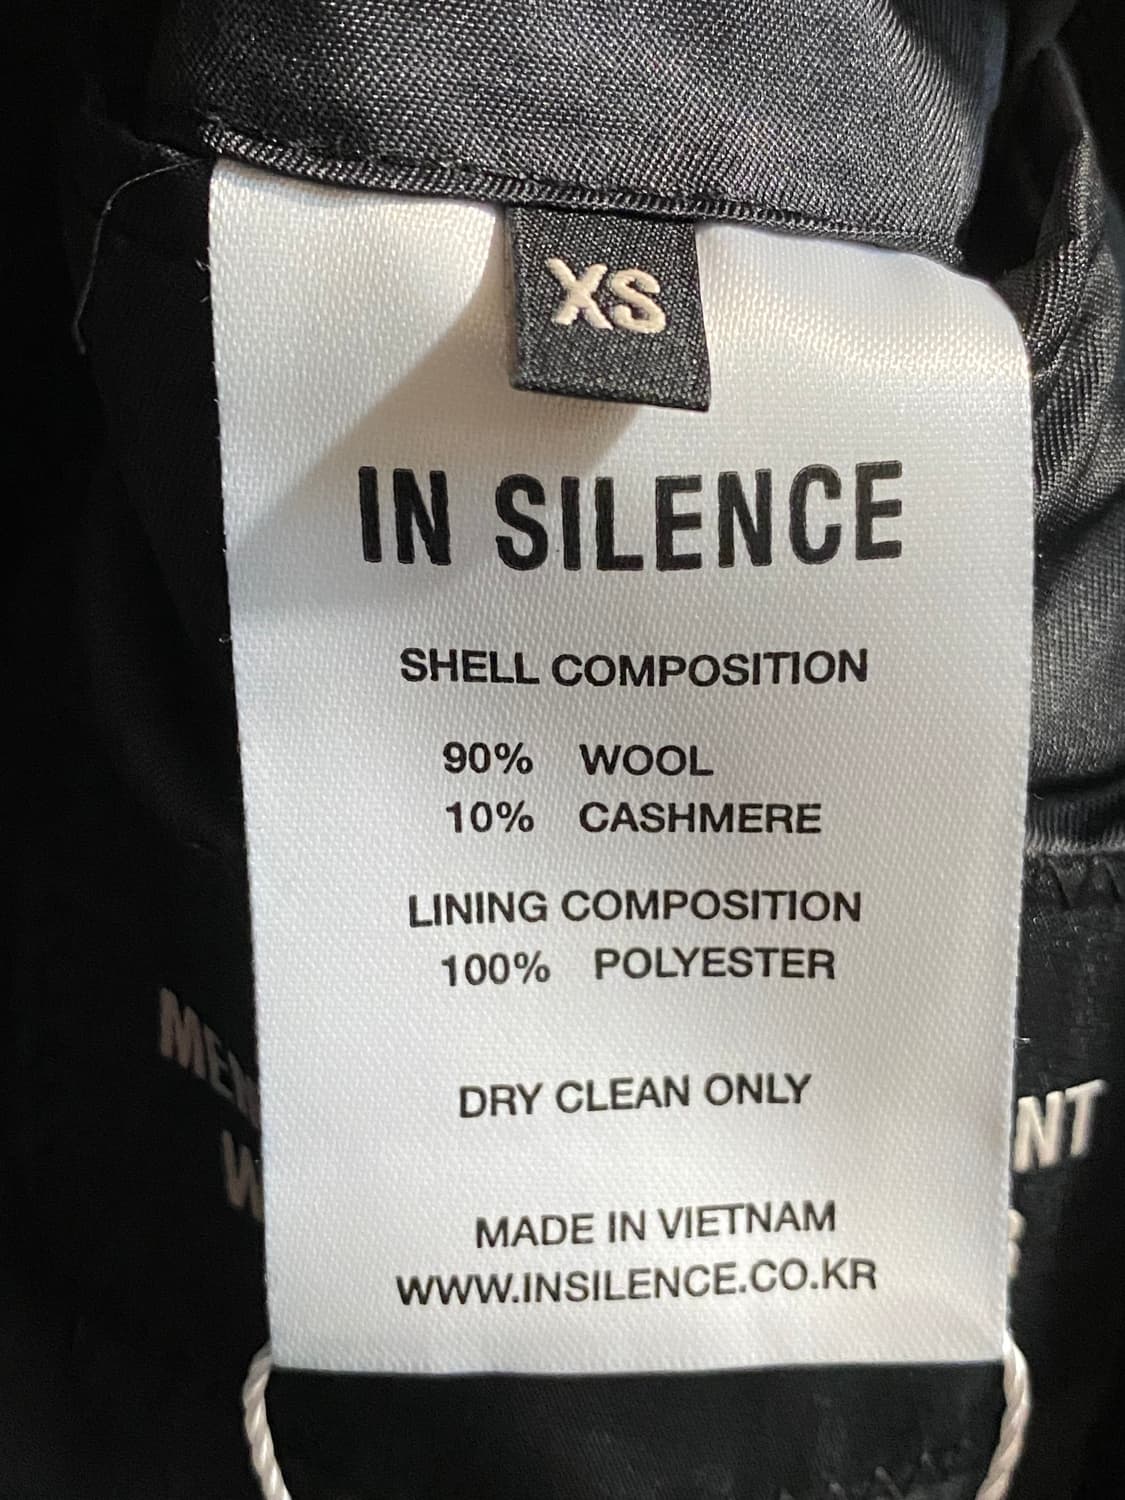 XS
IN SILENCE
SHELL COMPOSITION
90% WOOL
10% CASHMERE
LINING COMPOSITION
100% POLYESTER
DRY CLEAN ONLY
MADE IN VIETNAM
WWW.INSILENCE.CO.KR